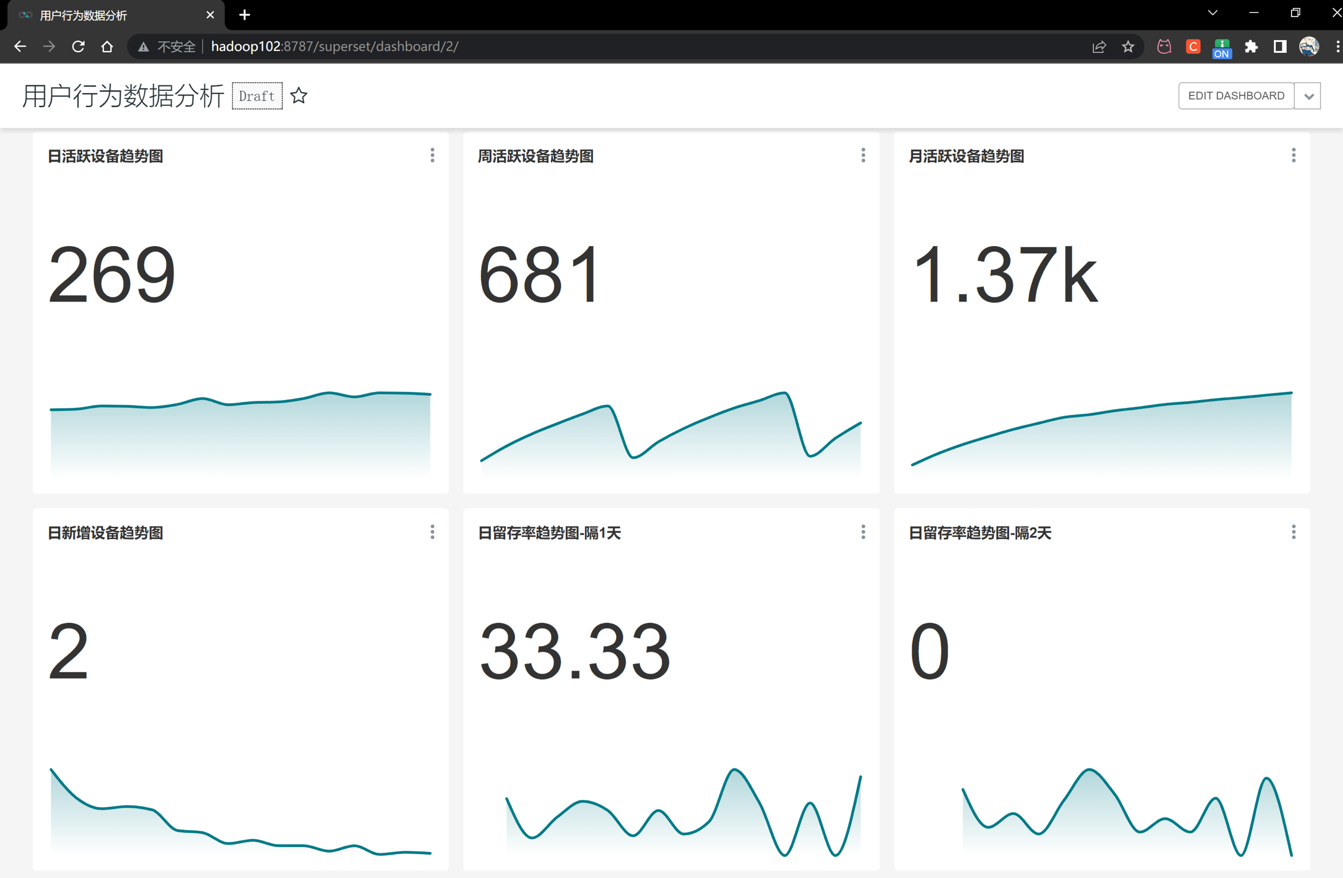 用户行为数据分析
不安全 hadoop102:8787/superset/dashboard/2/
C
ON
用户行为数据分析 Draft
EDIT DASHBOARD
日活跃设备趋势图
269
周活跃设备趋势图
681
月活跃设备趋势图
1.37k
日新增设备趋势图
2
日留存率趋势图-隔1天
33.33
日留存率趋势图-隔2天
0